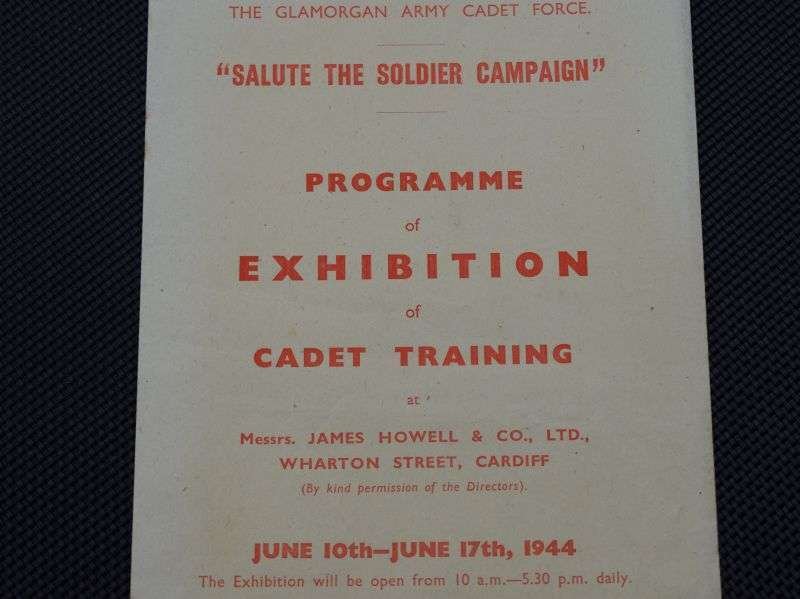 THE GLAMORGAN ARMY CADET FORCE.
"SALUTE THE SOLDIER CAMPAIGN"
PROGRAMME
of
EXHIBITION
of
CADET TRAINING
at
Messrs. JAMES HOWELL & CO., LTD.,
WHARTON STREET, CARDIFF
(By kind permission of the Directors).
JUNE 10th—JUNE 17th, 1944
The Exhibition will be open from 10 a.m.—5.30 p.m. daily.